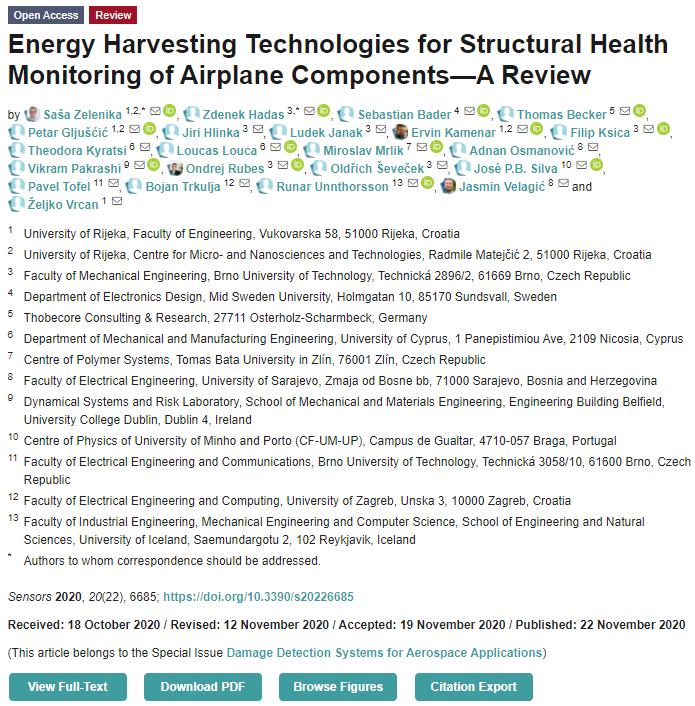 Open Access Review
Energy Harvesting Technologies for Structural Health
Monitoring of Airplane Components—A Review
by Saša Zelenika 1,2,* iD, Zdenek Hadas 3,* iD, Sebastian Bader 4 iD, Thomas Becker 5 iD,
Petar Gljušćić 1,2 iD, Jiri Hlinka 3, Ludek Janak 3, Ervin Kamenar 1,2 iD, Filip Ksica 3 iD,
Theodora Kyratsi 6, Loucas Louca 6 iD, Miroslav Mrlik 7 iD, Adnan Osmanović 8,
Vikram Pakrashi 9 iD, Ondrej Rubes 3 iD, Oldřich Ševeček 3, José P.B. Silva 10 iD,
Pavel Tofel 11, Bojan Trkulja 12, Runar Unnthorsson 13 iD, Jasmin Velagić 8 and
Željko Vrcan 1
1 University of Rijeka, Faculty of Engineering, Vukovarska 58, 51000 Rijeka, Croatia
2 University of Rijeka, Centre for Micro- and Nanosciences and Technologies, Radmile Matejčić 2, 51000 Rijeka, Croatia
3 Faculty of Mechanical Engineering, Brno University of Technology, Technická 2896/2, 61669 Brno, Czech Republic
4 Department of Electronics Design, Mid Sweden University, Holmgatan 10, 85170 Sundsvall, Sweden
5 Thobecore Consulting & Research, 27711 Osterholz-Scharmbeck, Germany
6 Department of Mechanical and Manufacturing Engineering, University of Cyprus, 1 Panepistimiou Ave, 2109 Nicosia, Cyprus
7 Centre of Polymer Systems, Tomas Bata University in Zlín, 76001 Zlín, Czech Republic
8 Faculty of Electrical Engineering, University of Sarajevo, Zmaja od Bosne bb, 71000 Sarajevo, Bosnia and Herzegovina
9 Dynamical Systems and Risk Laboratory, School of Mechanical and Materials Engineering, Engineering Building Belfield,
University College Dublin, Dublin 4, Ireland
10 Centre of Physics of University of Minho and Porto (CF-UM-UP), Campus de Gualtar, 4710-057 Braga, Portugal
11 Faculty of Electrical Engineering and Communications, Brno University of Technology, Technická 3058/10, 61600 Brno, Czech
Republic
12 Faculty of Electrical Engineering and Computing, University of Zagreb, Unska 3, 10000 Zagreb, Croatia
13 Faculty of Industrial Engineering, Mechanical Engineering and Computer Science, School of Engineering and Natural
Sciences, University of Iceland, Saemundargotu 2, 102 Reykjavik, Iceland
* Authors to whom correspondence should be addressed.
Sensors 2020, 20(22), 6685; https://doi.org/10.3390/s20226685
Received: 18 October 2020 / Revised: 12 November 2020 / Accepted: 19 November 2020 / Published: 22 November 2020
(This article belongs to the Special Issue Damage Detection Systems for Aerospace Applications)
View Full-Text Download PDF Browse Figures Citation Export